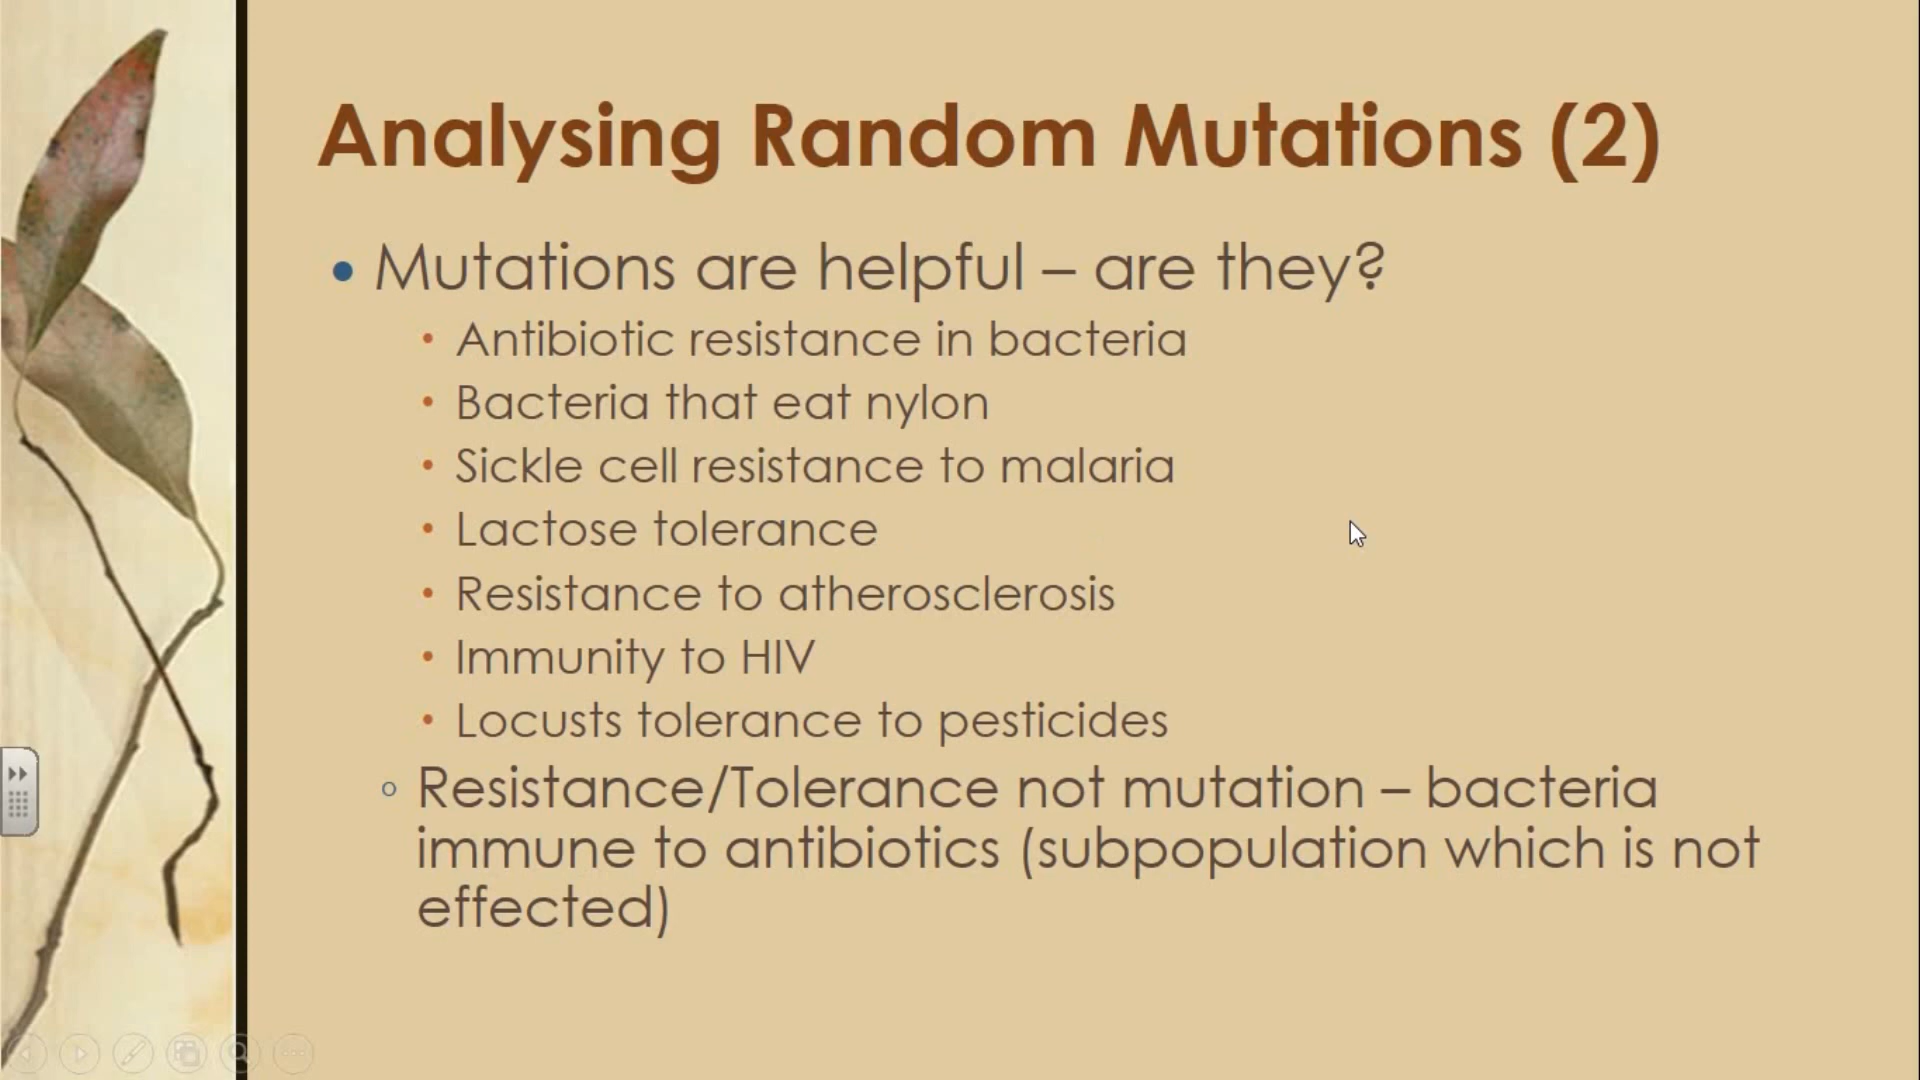 Analysing Random Mutations (2)
• Mutations are helpful – are they?
• Antibiotic resistance in bacteria
• Bacteria that eat nylon
• Sickle cell resistance to malaria
• Lactose tolerance
• Resistance to atherosclerosis
• Immunity to HIV
• Locusts tolerance to pesticides
○ Resistance/Tolerance not mutation – bacteria
immune to antibiotics (subpopulation which is not
effected)